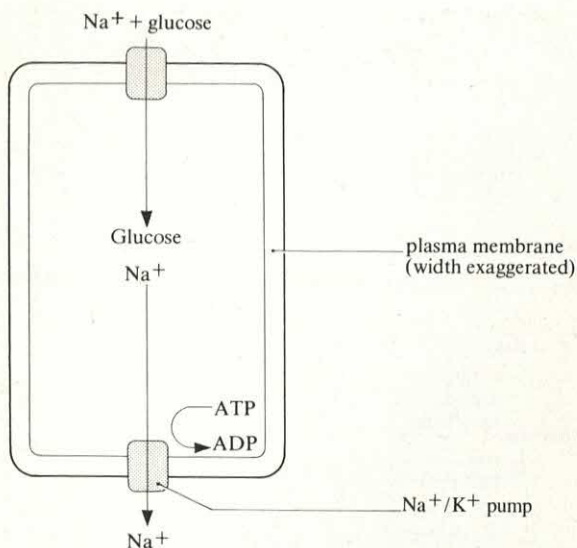 Na⁺ + glucose
Glucose
Na⁺
plasma membrane
(width exaggerated)
ATP
ADP
Na⁺/K⁺ pump
Na⁺